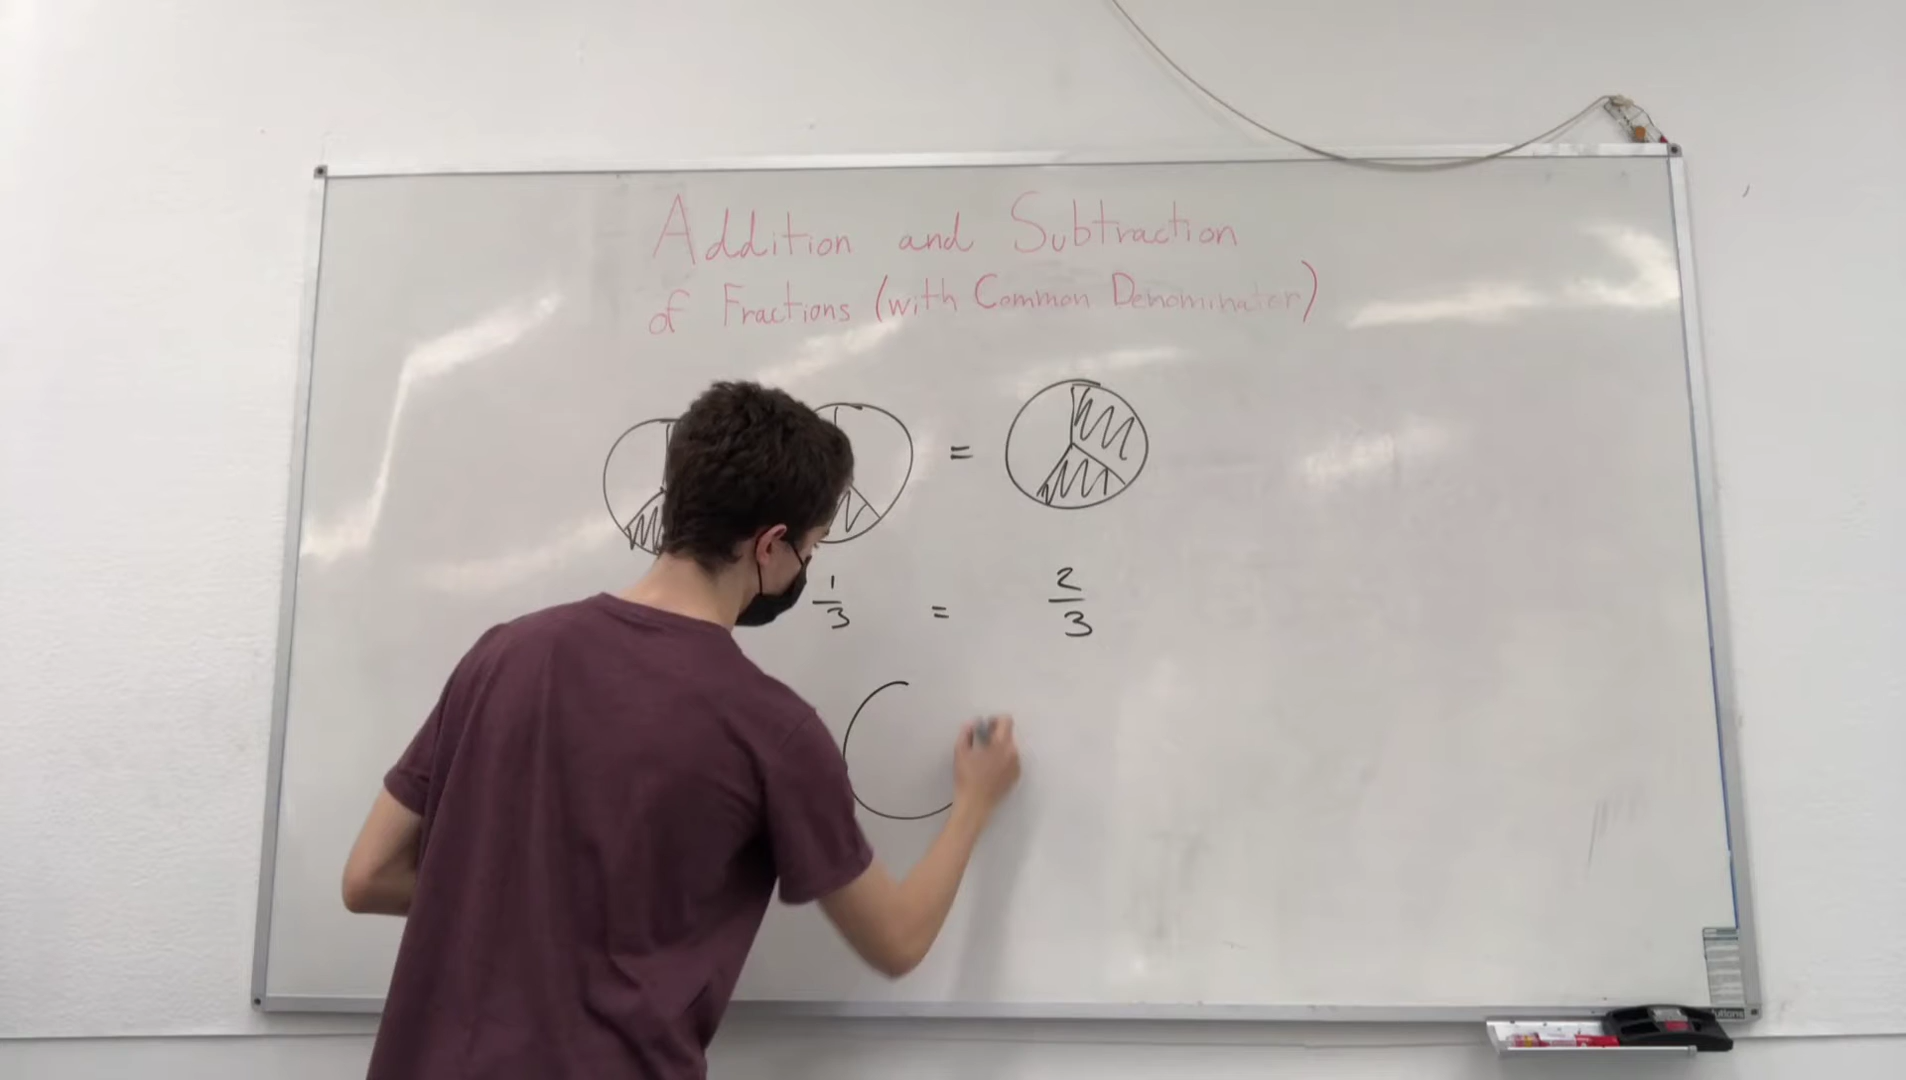 Addition and Subtraction
of Fractions (with Common Denominator)
=
1/3 = 2/3